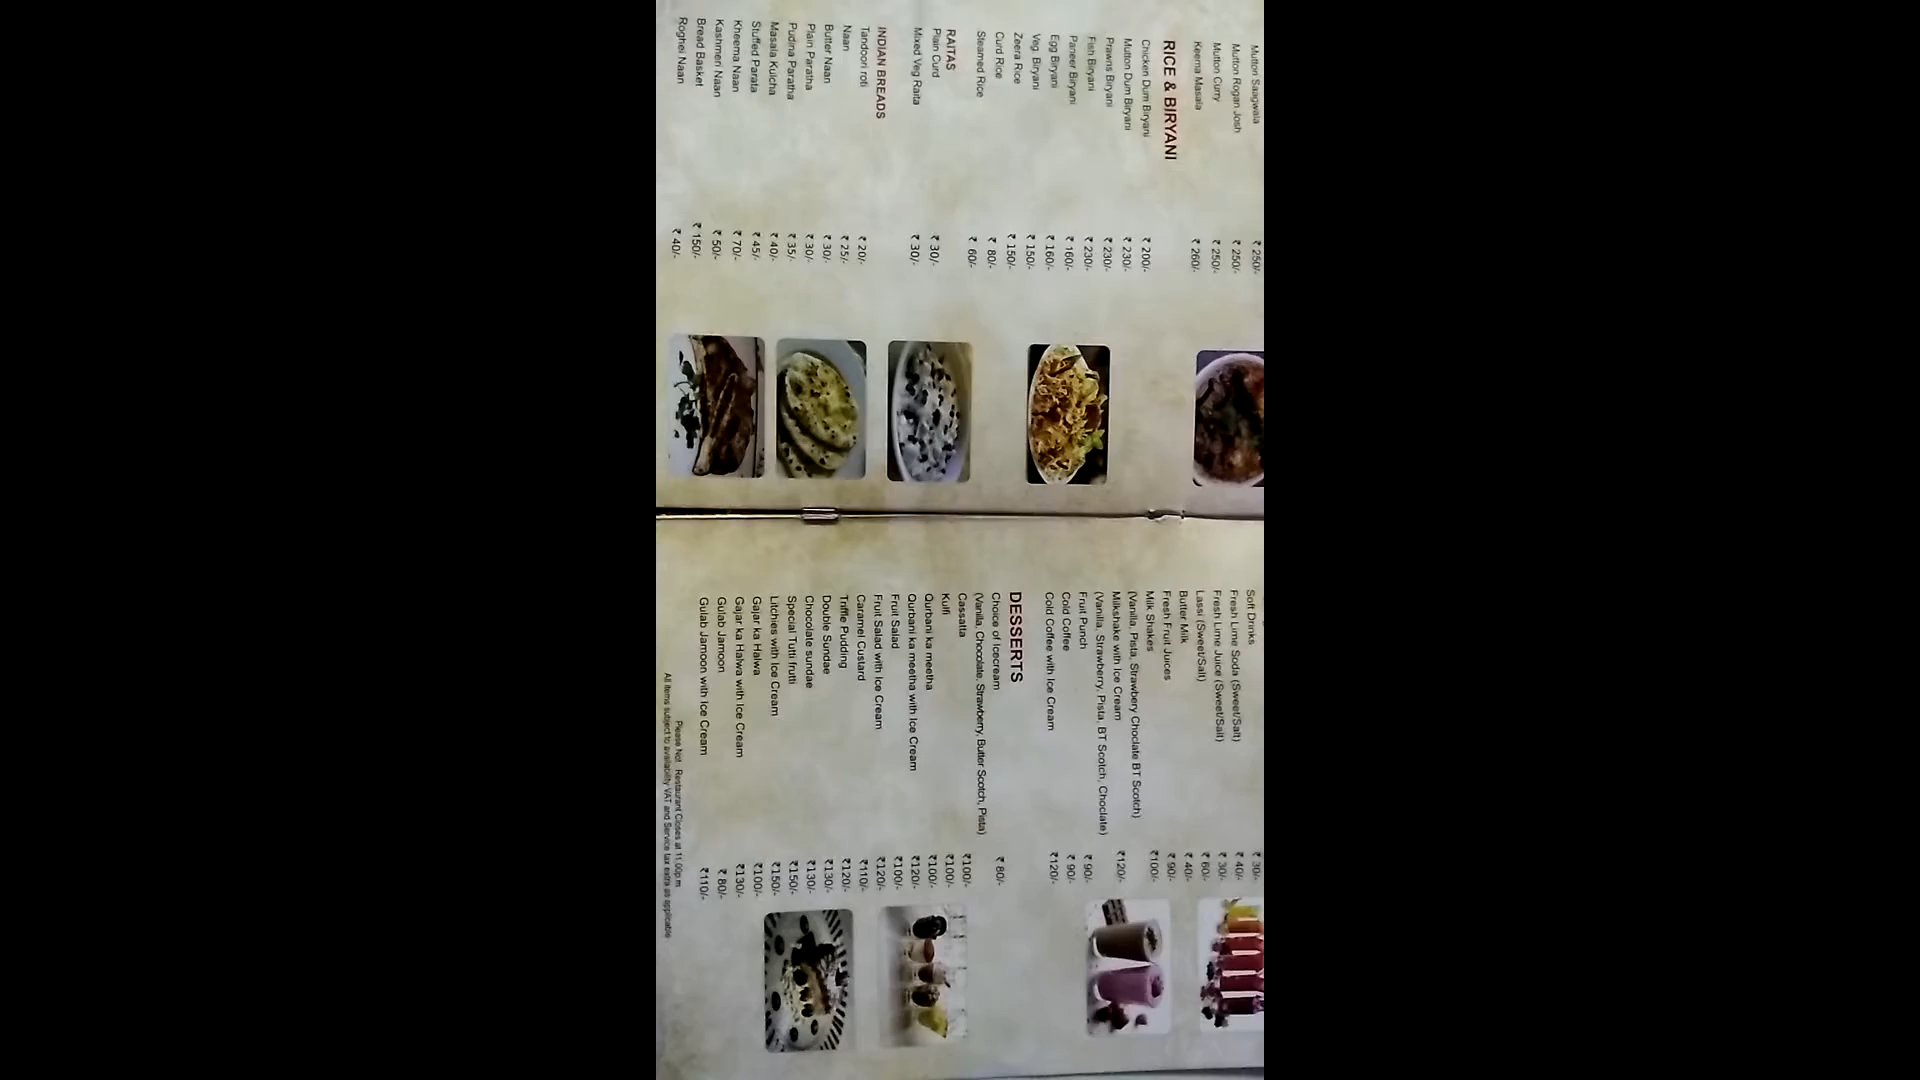 Mutton Saagwala ₹ 250/-
Mutton Rogan Josh ₹ 250/-
Mutton Curry ₹ 250/-
Keema Masala ₹ 260/-
RICE & BIRYANI
Chicken Dum Biryani ₹ 200/-
Mutton Dum Biryani ₹ 230/-
Prawns Biryani ₹ 230/-
Fish Biryani ₹ 230/-
Paneer Biryani ₹ 160/-
Egg Biryani ₹ 160/-
Veg. Biryani ₹ 150/-
Zeera Rice ₹ 150/-
Curd Rice ₹ 80/-
Steamed Rice ₹ 60/-
RAITAS
Plain Curd ₹ 30/-
Mixed Veg Raita ₹ 30/-
INDIAN BREADS
Tandoori roti ₹ 20/-
Naan ₹ 25/-
Butter Naan ₹ 30/-
Plain Paratha ₹ 30/-
Pudina Paratha ₹ 35/-
Masala Kulcha ₹ 40/-
Stuffed Parata ₹ 45/-
Kheema Naan ₹ 70/-
Kashmeri Naan ₹ 50/-
Bread Basket ₹ 150/-
Roghei Naan ₹ 40/-
Soft Drinks ₹ 30/-
Fresh Lime Soda (Sweet/Salt) ₹ 40/-
Fresh Lime Juice (Sweet/Salt) ₹ 30/-
Lassi (Sweet/Salt) ₹ 60/-
Butter Milk ₹ 40/-
Fresh Fruit Juices ₹ 90/-
Milk Shakes ₹100/-
(Vanilla, Pista, Strawbery Choclate BT Scotch)
Milkshake with Ice Cream ₹120/-
(Vanilla, Strawberry, Pista, BT Scotch, Choclate)
Fruit Punch ₹ 90/-
Cold Coffee ₹ 90/-
Cold Coffee with Ice Cream ₹120/-
DESSERTS
Choice of Icecream ₹ 80/-
(Vanilla, Chocolate, Strawberry, Butter Scotch, Pista)
Cassatta ₹100/-
Kulfi ₹100/-
Qurbani ka meetha ₹100/-
Qurbani ka meetha with Ice Cream ₹120/-
Fruit Salad ₹100/-
Fruit Salad with Ice Cream ₹120/-
Caramel Custard ₹110/-
Triffle Pudding ₹120/-
Double Sundae ₹130/-
Chocolate sundae ₹130/-
Special Tutti frutti ₹150/-
Litchies with Ice Cream ₹150/-
Gajar ka Halwa ₹100/-
Gajar ka Halwa with Ice Cream ₹130/-
Gulab Jamoon ₹ 80/-
Gulab Jamoon with Ice Cream ₹110/-
Please Not Restaurant Closes at 11.00p.m
All items subject to availability VAT and Service tax extra as applicable